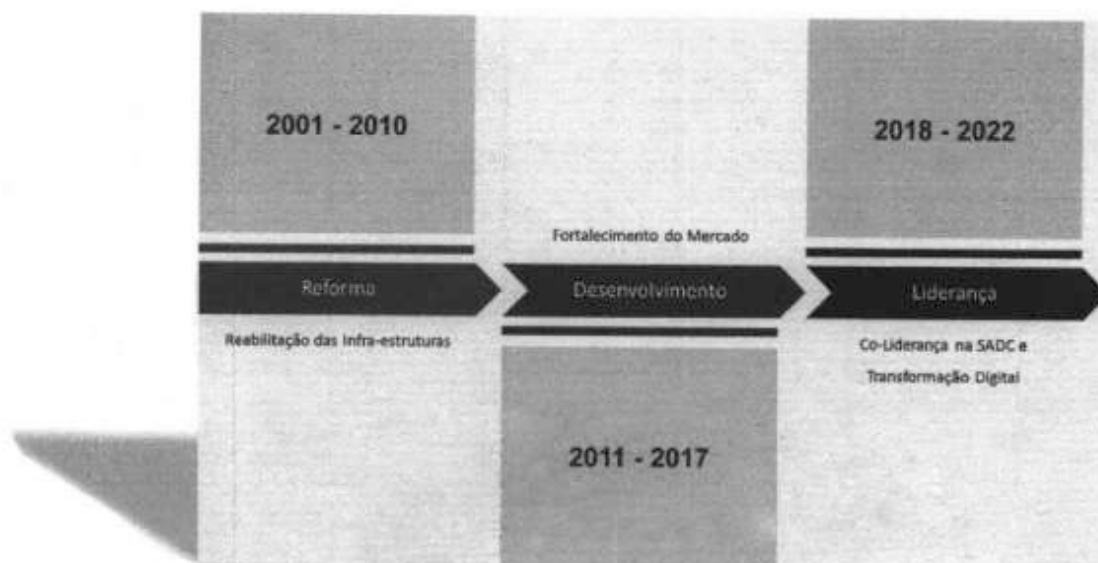 2001 - 2010
Reforma
Reabilitação das Infra-estruturas
Fortalecimento do Mercado
Desenvolvimento
2011 - 2017
2018 - 2022
Liderança
Co-Liderança na SADC e
Transformação Digital